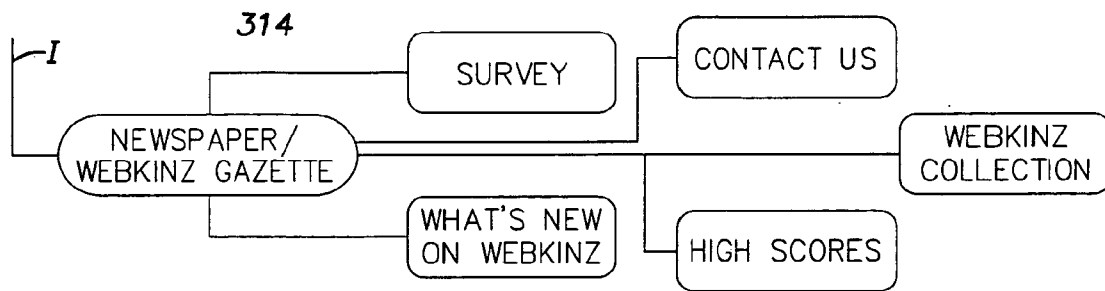 314
I
SURVEY
CONTACT US
NEWSPAPER/
WEBKINZ GAZETTE
WEBKINZ
COLLECTION
WHAT'S NEW
ON WEBKINZ
HIGH SCORES